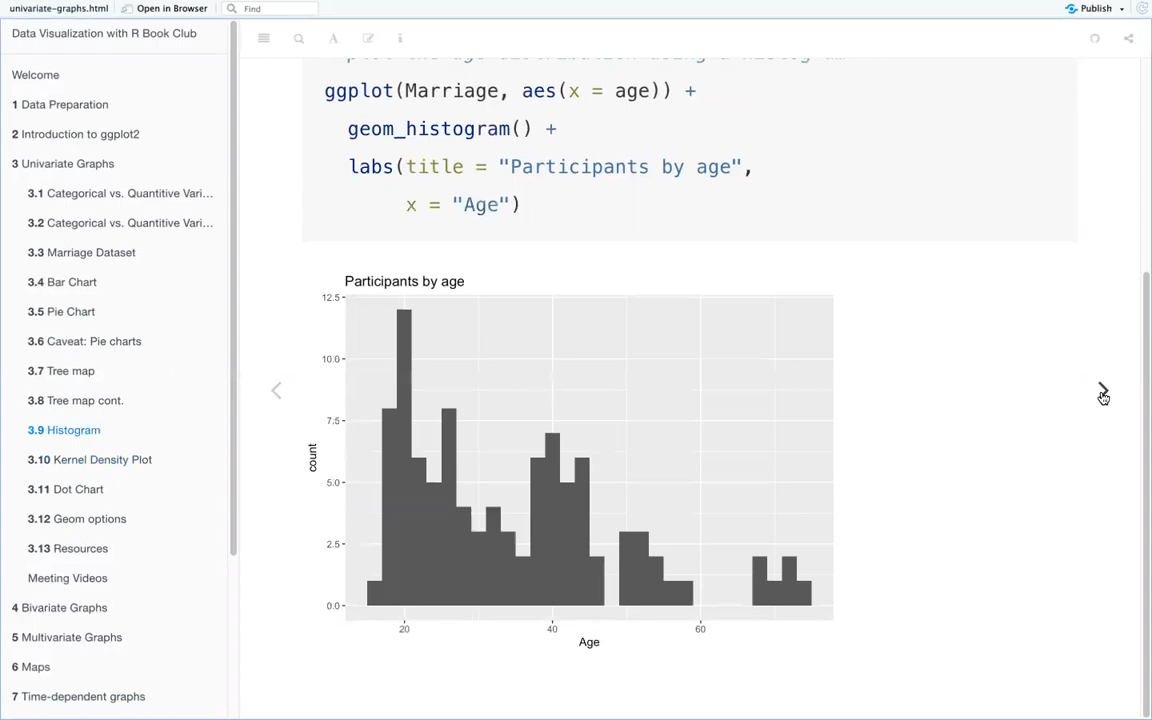 univariate-graphs.html
Open in Browser
Find
Publish
Data Visualization with R Book Club
Welcome
1 Data Preparation
2 Introduction to ggplot2
3 Univariate Graphs
3.1 Categorical vs. Quantitative Vari...
3.2 Categorical vs. Quantitative Vari...
3.3 Marriage Dataset
3.4 Bar Chart
3.5 Pie Chart
3.6 Caveat: Pie charts
3.7 Tree map
3.8 Tree map cont.
3.9 Histogram
3.10 Kernel Density Plot
3.11 Dot Chart
3.12 Geom options
3.13 Resources
Meeting Videos
4 Bivariate Graphs
5 Multivariate Graphs
6 Maps
7 Time-dependent graphs
ggplot(Marriage, aes(x = age)) +
geom_histogram() +
labs(title = "Participants by age",
x = "Age")
Participants by age
12.5
10.0
7.5
5.0
2.5
0.0
count
20
40
60
Age